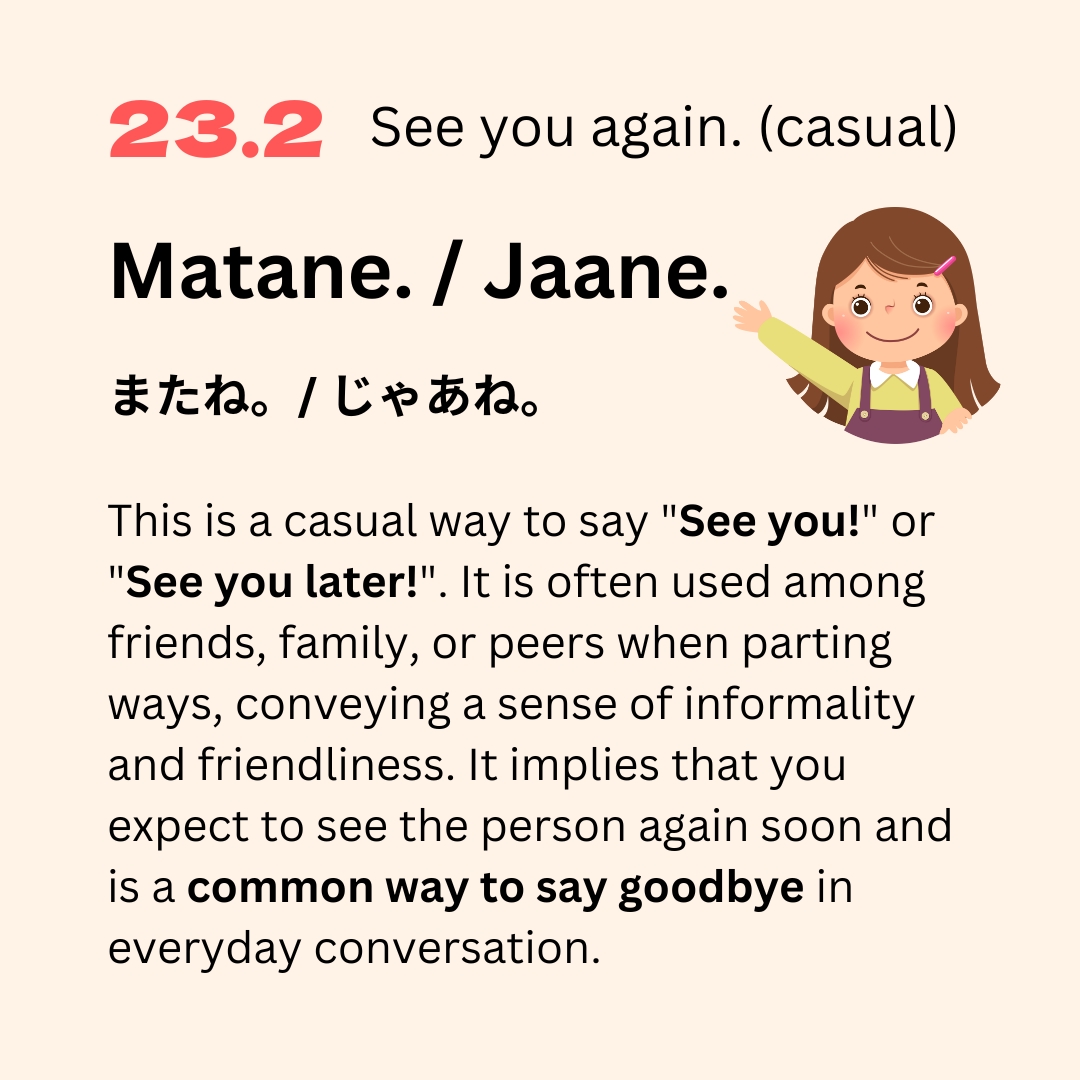 23.2 See you again. (casual)
Matane. / Jaane.
またね。/ じゃあね。
This is a casual way to say "See you!" or
"See you later!". It is often used among
friends, family, or peers when parting
ways, conveying a sense of informality
and friendliness. It implies that you
expect to see the person again soon and
is a common way to say goodbye in
everyday conversation.